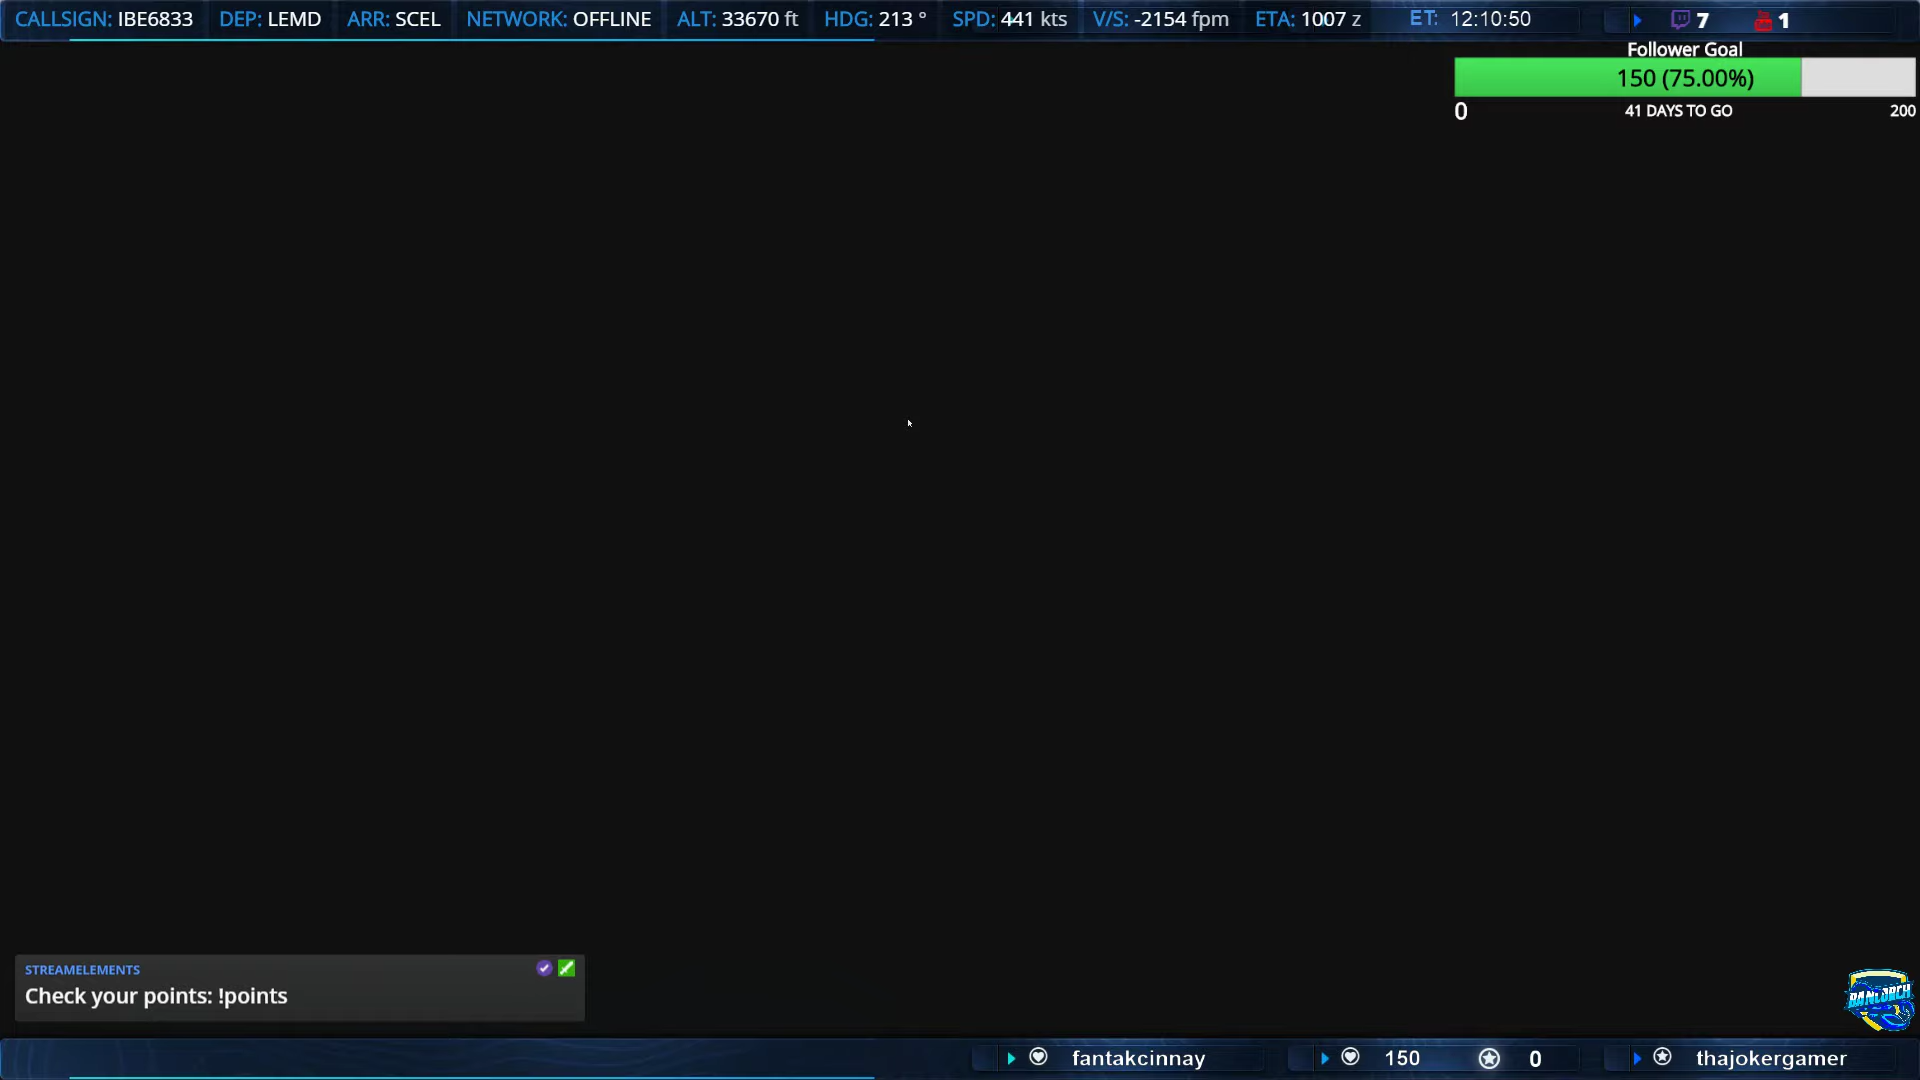 CALLSIGN: IBE6833 DEP: LEMD ARR: SCEL NETWORK: OFFLINE ALT: 33670 ft HDG: 213 ° SPD: 441 kts V/S: -2154 fpm ETA: 1007 z ET: 12:10:50 7 1
Follower Goal
150 (75.00%)
0 41 DAYS TO GO 200
STREAMELEMENTS
Check your points: !points
BANZORCH
fantakcinnay 150 0 thajokergamer